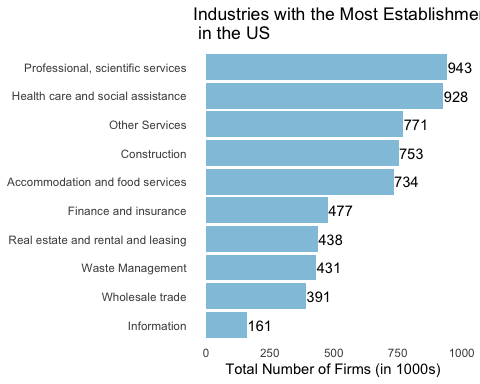 Industries with the Most Establishme
in the US
Professional, scientific services 943
Health care and social assistance 928
Other Services 771
Construction 753
Accommodation and food services 734
Finance and insurance 477
Real estate and rental and leasing 438
Waste Management 431
Wholesale trade 391
Information 161
0 250 500 750 1000
Total Number of Firms (in 1000s)